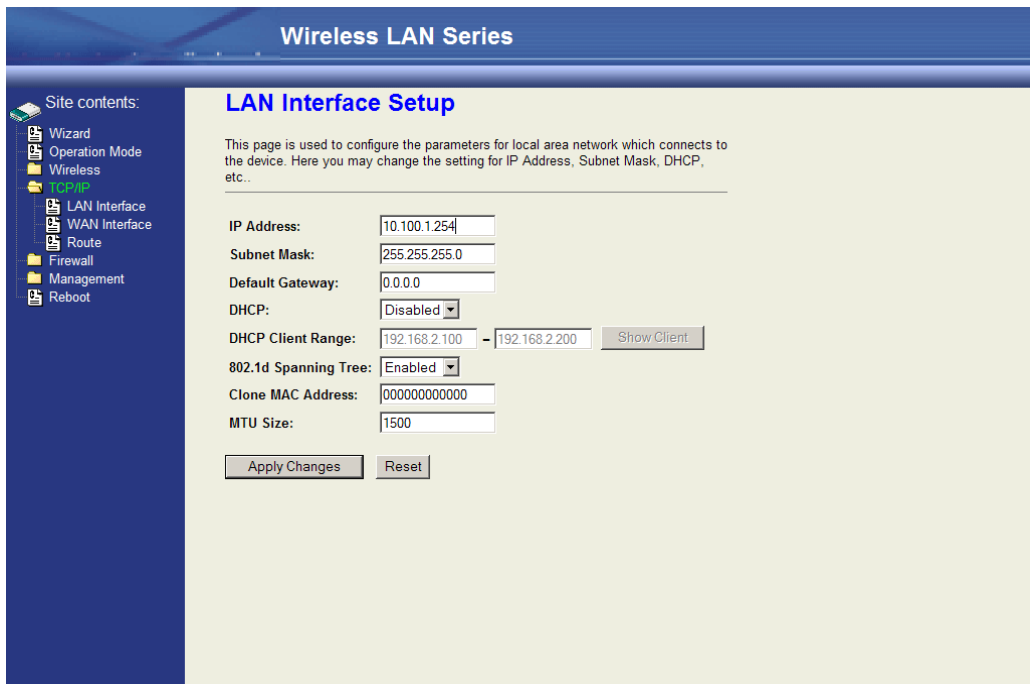 Wireless LAN Series
Site contents:
Wizard
Operation Mode
Wireless
TCP/IP
LAN Interface
WAN Interface
Route
Firewall
Management
Reboot
LAN Interface Setup
This page is used to configure the parameters for local area network which connects to
the device. Here you may change the setting for IP Address, Subnet Mask, DHCP,
etc..
IP Address: 10.100.1.254
Subnet Mask: 255.255.255.0
Default Gateway: 0.0.0.0
DHCP: Disabled
DHCP Client Range: 192.168.2.100 – 192.168.2.200 Show Client
802.1d Spanning Tree: Enabled
Clone MAC Address: 000000000000
MTU Size: 1500
Apply Changes Reset